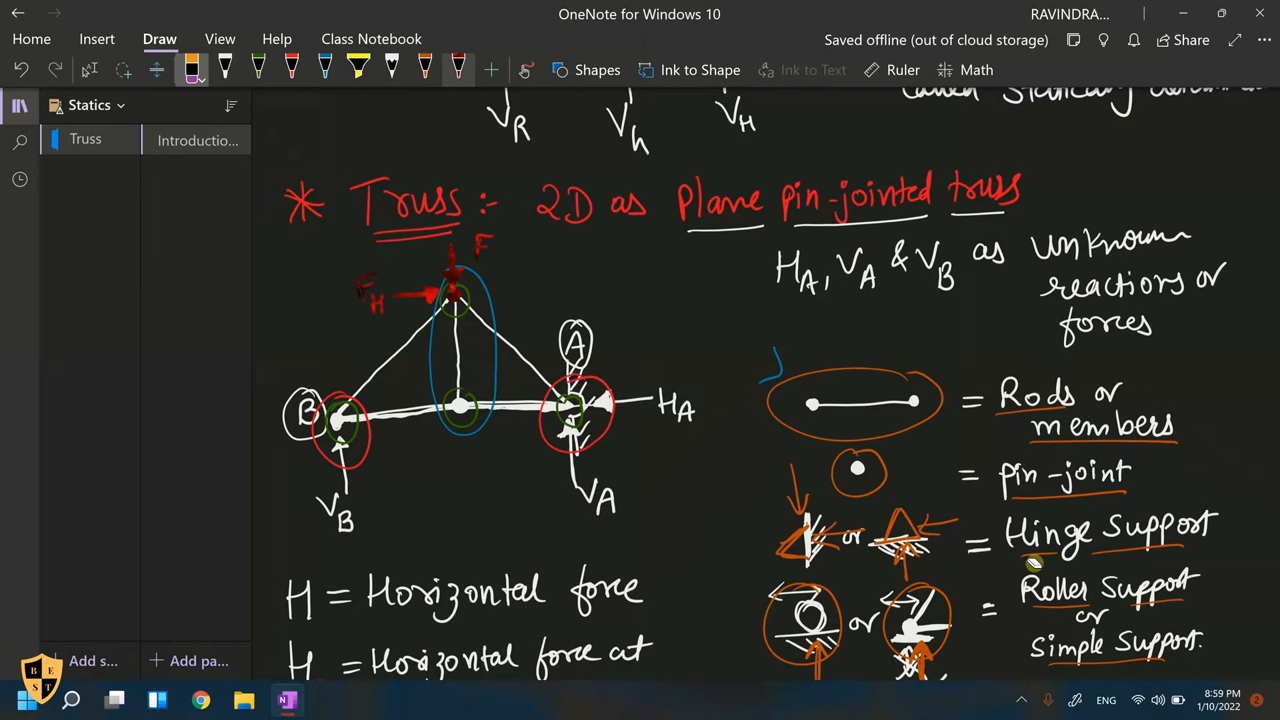 OneNote for Windows 10
RAVINDRA...
Home Insert Draw View Help Class Notebook
Saved offline (out of cloud storage)
Share
Shapes Ink to Shape Ink to Text Ruler Math
Statics
Truss
Introductio...
called statically
V_R V_h V_H
* Truss :- 2D as plane pin-jointed truss
H_A, V_A & V_B as unknown
reactions or
forces
F
F_H
A
B
H_A
V_B
V_A
= Rods or
members
= pin-joint
or
= Hinge Support
or
= Roller Support
or
Simple Support.
H = Horizontal force
H = Horizontal force at
Add s...
Add pa...
BEST
ENG
8:59 PM
1/10/2022
2